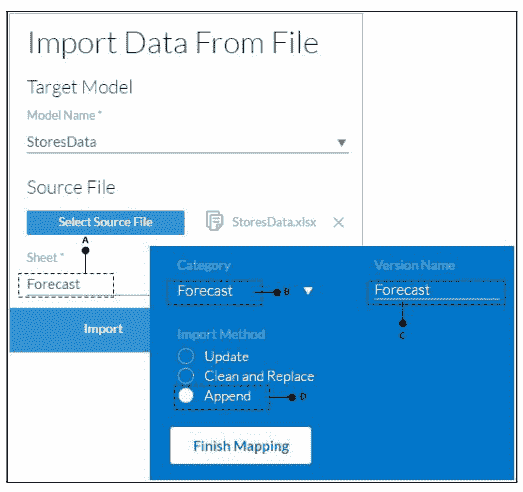 Import Data From File
Target Model
Model Name *
StoresData
Source File
Select Source File StoresData.xlsx
A
Sheet *
Forecast
Import
Category Version Name
Forecast B Forecast
C
Import Method
Update
Clean and Replace
Append D
Finish Mapping